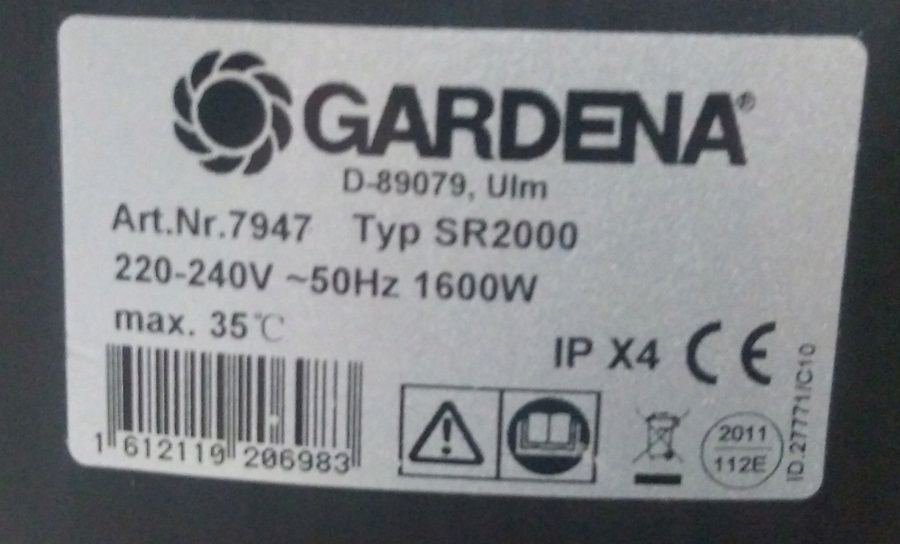 GARDENA®
D-89079, Ulm
Art.Nr.7947 Typ SR2000
220-240V ~50Hz 1600W
max. 35℃
IP X4 CE
1 612119 206983
2011
112E
ID.27771/C10